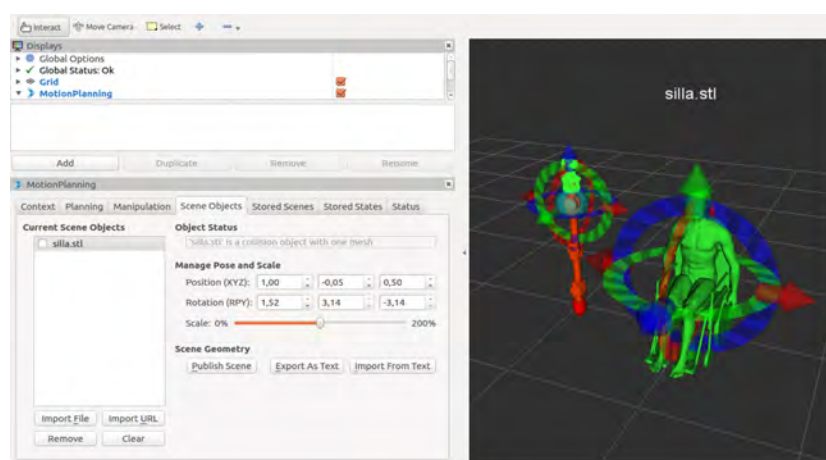 Interact Move Camera Select
Displays
Global Options
Global Status: Ok
Grid
MotionPlanning
Add Duplicate Remove Rename
MotionPlanning
Context Planning Manipulation Scene Objects Stored Scenes Stored States Status
Current Scene Objects
silla.stl
Object Status
'silla.stl' is a collision object with one mesh
Manage Pose and Scale
Position (XYZ): 1,00 -0,05 0,50
Rotation (RPY): 1,52 3,14 -3,14
Scale: 0% 200%
Scene Geometry
Publish Scene Export As Text Import From Text
Import File Import URL
Remove Clear
silla.stl